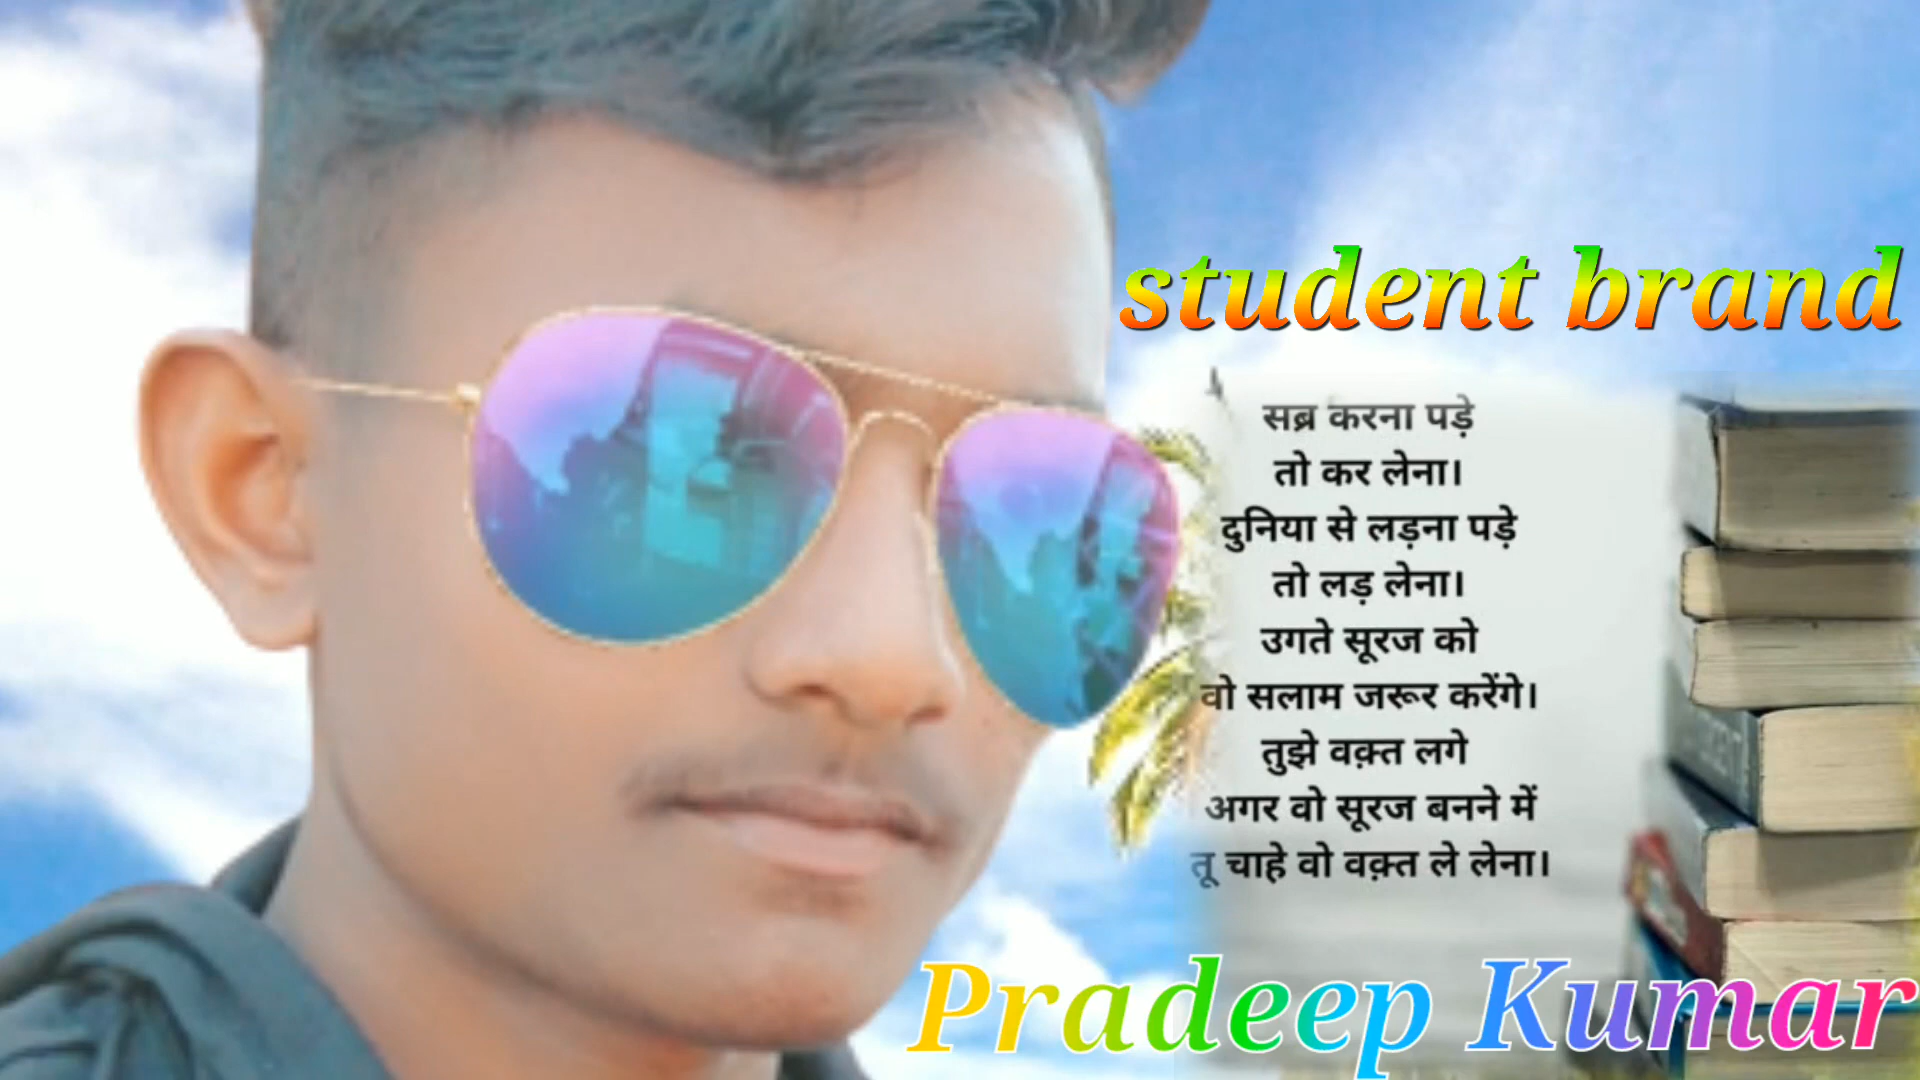 student brand
सब्र करना पड़े
तो कर लेना।
दुनिया से लड़ना पड़े
तो लड़ लेना।
उगते सूरज को
वो सलाम जरूर करेंगे।
तुझे वक़्त लगे
अगर वो सूरज बनने में
तू चाहे वो वक़्त ले लेना।
Pradeep Kumar